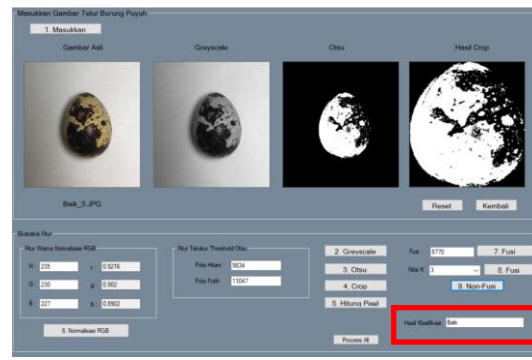 Masukkan Gambar Telur Burung Puyuh
1. Masukkan
Gambar Asli Greyscale Otsu Hasil Crop
Baik_3.JPG
Reset Kembali
Ekstraksi Fitur
Fitur Warna Normalisasi RGB
R : 235 r : 0.9216
G : 230 g : 0.902
B : 227 b : 0.8902
6. Normalisasi RGB
Fitur Tekstur Threshold Otsu
Pola Hitam 9834
Pola Putih 11047
2. Greyscale
3. Otsu
4. Crop
5. Hitung Pixel
Process All
Fusi : 8770 7. Fusi
Nilai K : 3 8. Fusi
9. Non-Fusi
Hasil Klasifikasi : Baik